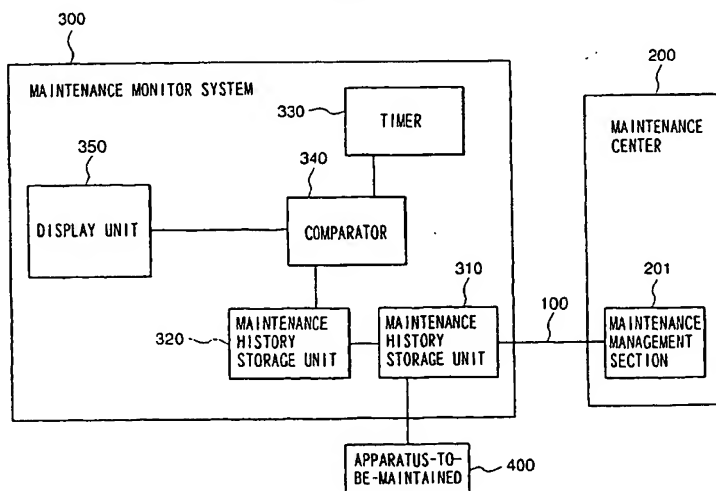 300
200
MAINTENANCE MONITOR SYSTEM
330
TIMER
MAINTENANCE
CENTER
350
340
DISPLAY UNIT
COMPARATOR
310
201
100
320
MAINTENANCE
HISTORY
STORAGE UNIT
MAINTENANCE
HISTORY
STORAGE UNIT
MAINTENANCE
MANAGEMENT
SECTION
APPARATUS-TO-
BE-MAINTAINED
400